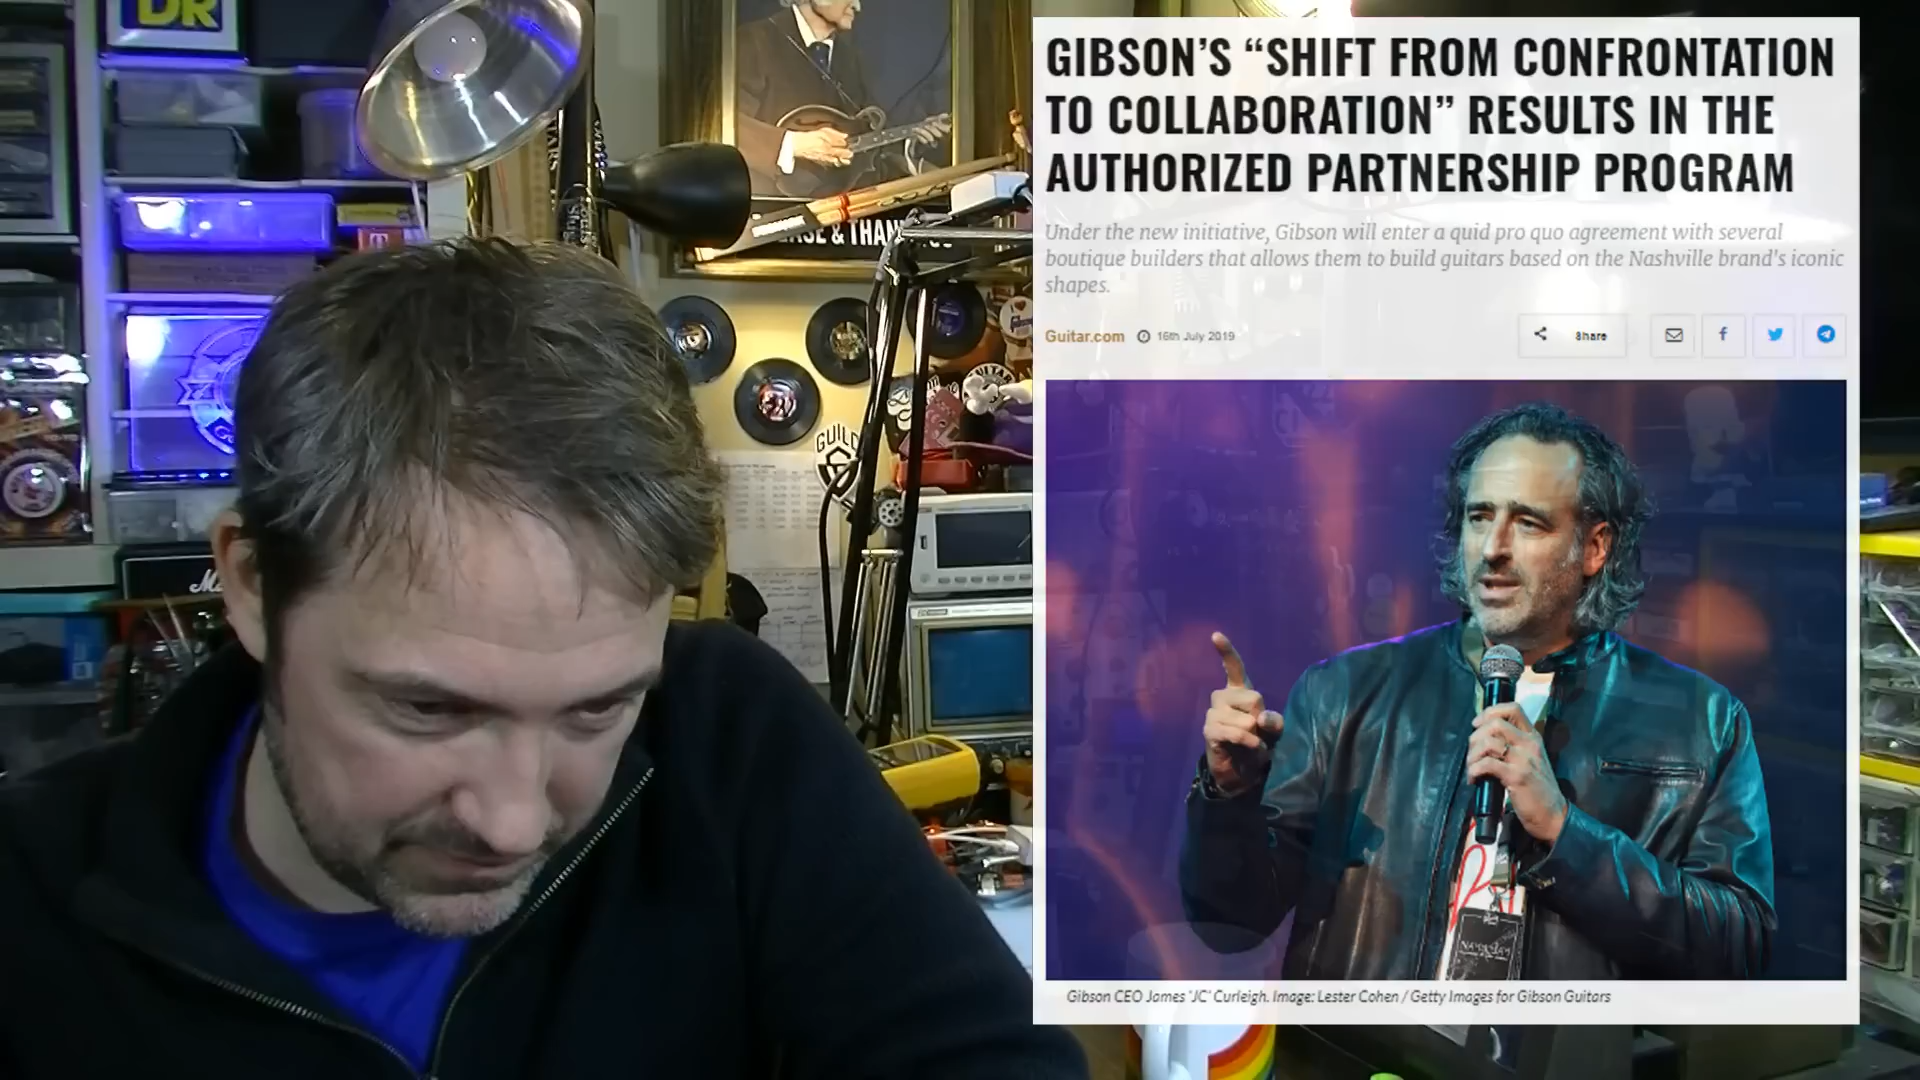 DR
GIBSON'S “SHIFT FROM CONFRONTATION
TO COLLABORATION” RESULTS IN THE
AUTHORIZED PARTNERSHIP PROGRAM
Under the new initiative, Gibson will enter a quid pro quo agreement with several
boutique builders that allows them to build guitars based on the Nashville brand's iconic
shapes.
Guitar.com 16th July 2019
Share
& THAN
GUILD
Gibson CEO James 'JC' Curleigh. Image: Lester Cohen / Getty Images for Gibson Guitars